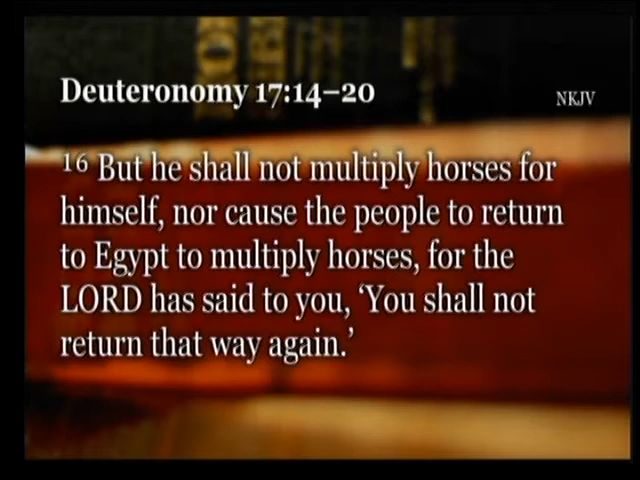 Deuteronomy 17:14–20
NKJV
16 But he shall not multiply horses for
himself, nor cause the people to return
to Egypt to multiply horses, for the
LORD has said to you, ‘You shall not
return that way again.’